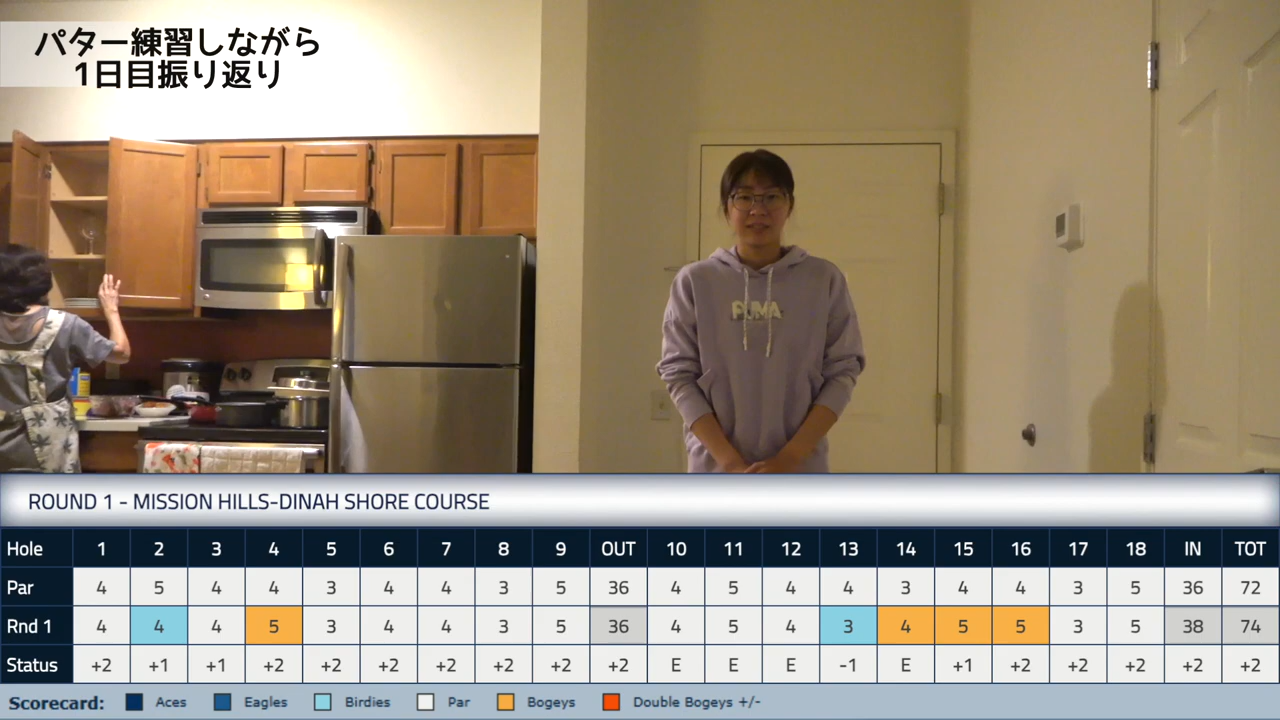 パター練習しながら
1日目振り返り
PUMA
ROUND 1 - MISSION HILLS-DINAH SHORE COURSE
Hole 1 2 3 4 5 6 7 8 9 OUT 10 11 12 13 14 15 16 17 18 IN TOT
Par 4 5 4 4 3 4 4 3 5 36 4 5 4 4 3 4 4 3 5 36 72
Rnd 1 4 4 4 5 3 4 4 3 5 36 4 5 4 3 4 5 5 3 5 38 74
Status +2 +1 +1 +2 +2 +2 +2 +2 +2 +2 E E E -1 E +1 +2 +2 +2 +2 +2
Scorecard: Aces Eagles Birdies Par Bogeys Double Bogeys +/-